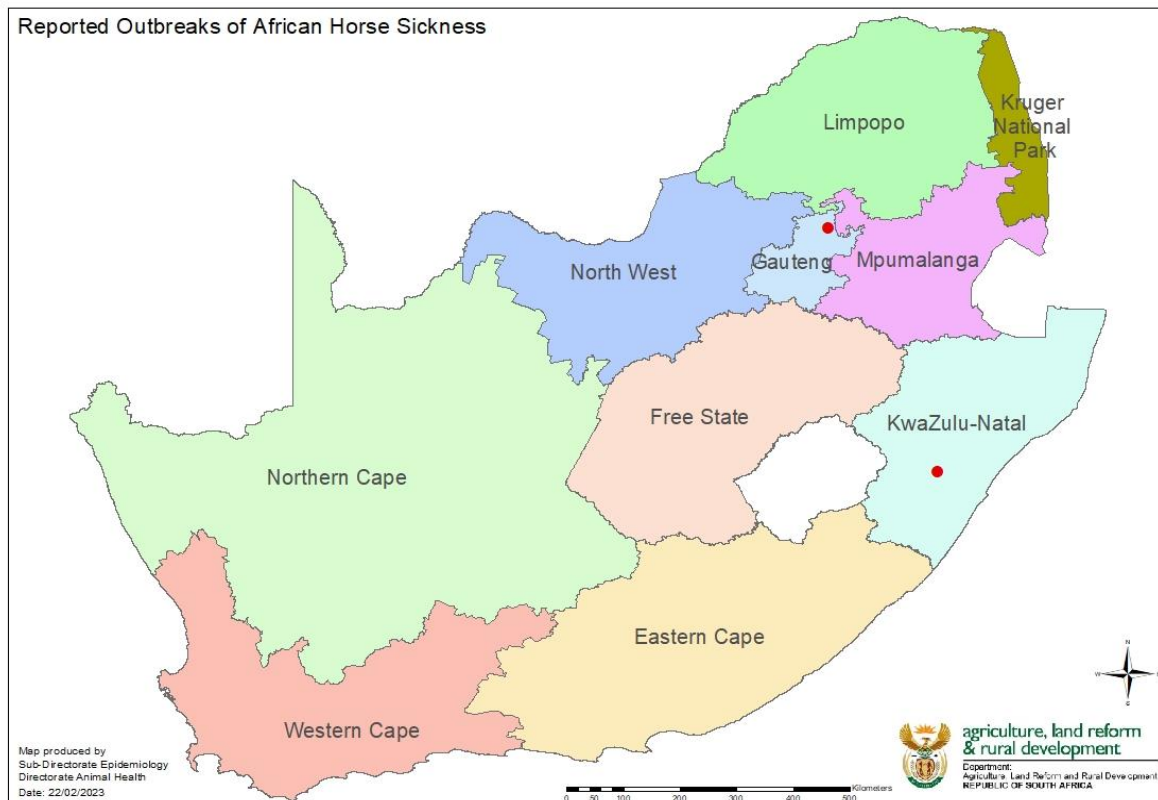 Reported Outbreaks of African Horse Sickness
Limpopo
Kruger
National
Park
North West
Gauteng
Mpumalanga
Free State
KwaZulu-Natal
Northern Cape
Eastern Cape
Western Cape
N
W
S
Map produced by
Sub-Directorate Epidemiology
Directorate Animal Health
Date: 22/02/2023
0 50 100 200 300 400 500
Kilometers
agriculture, land reform
& rural development
Department:
Agriculture, Land Reform and Rural Development
REPUBLIC OF SOUTH AFRICA